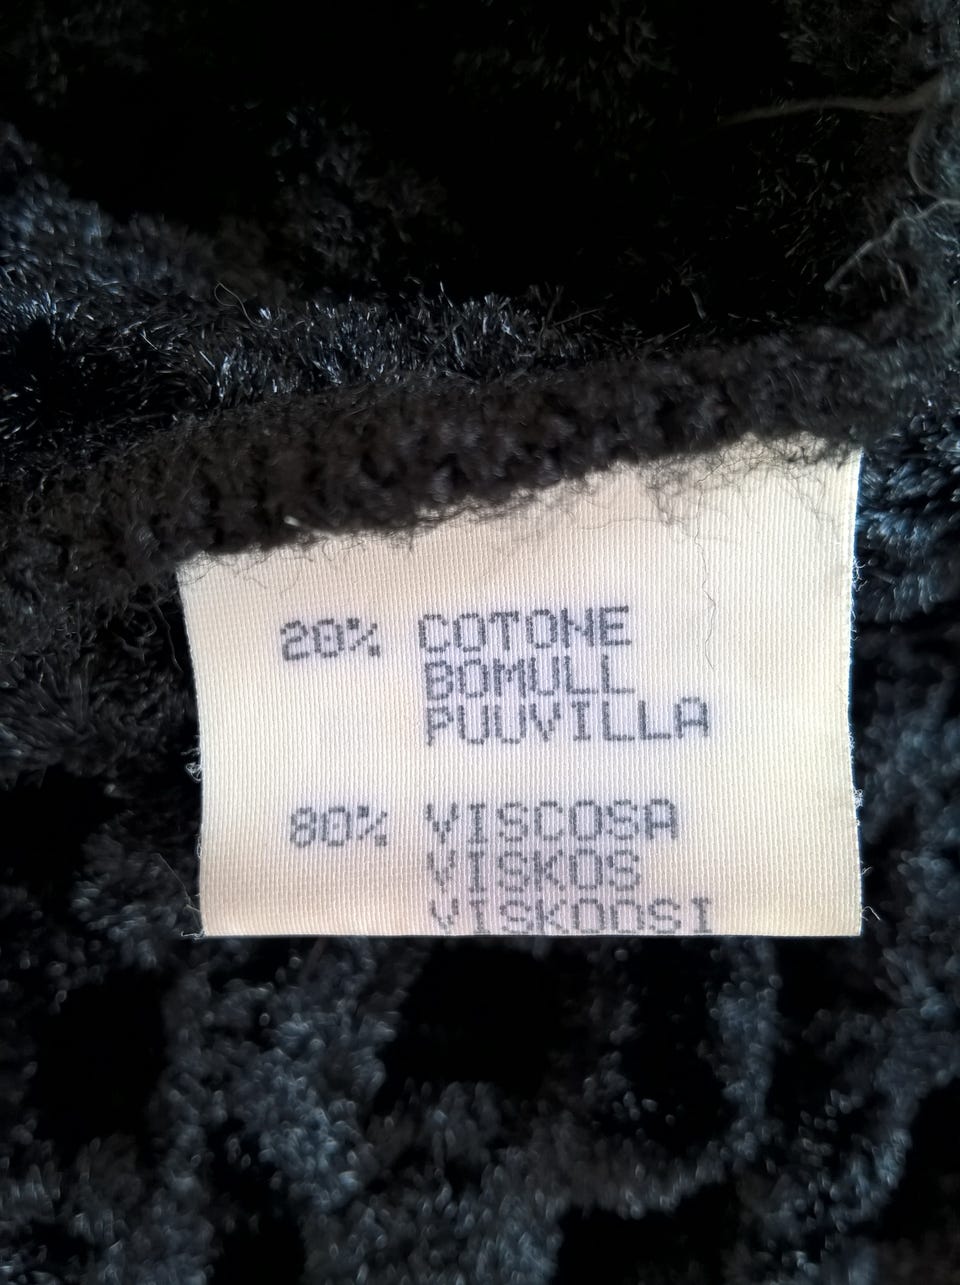 20% COTONE
BOMULL
PUUVILLA
80% VISCOSA
VISKOS
VISKOOSI